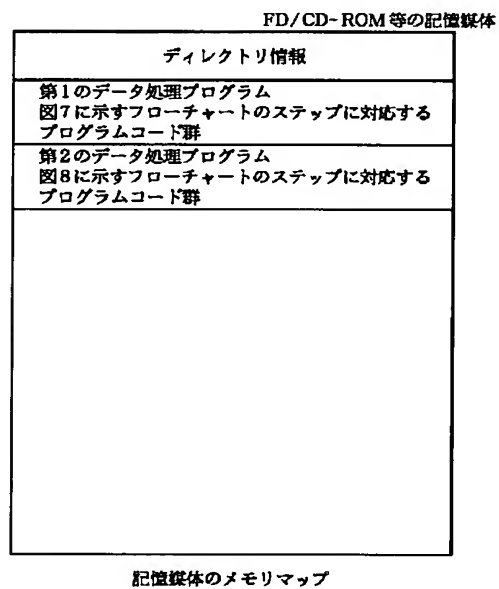 FD/CD-ROM 等の記憶媒体
ディレクトリ情報
第1のデータ処理プログラム
図7に示すフローチャートのステップに対応する
プログラムコード群
第2のデータ処理プログラム
図8に示すフローチャートのステップに対応する
プログラムコード群
記憶媒体のメモリマップ